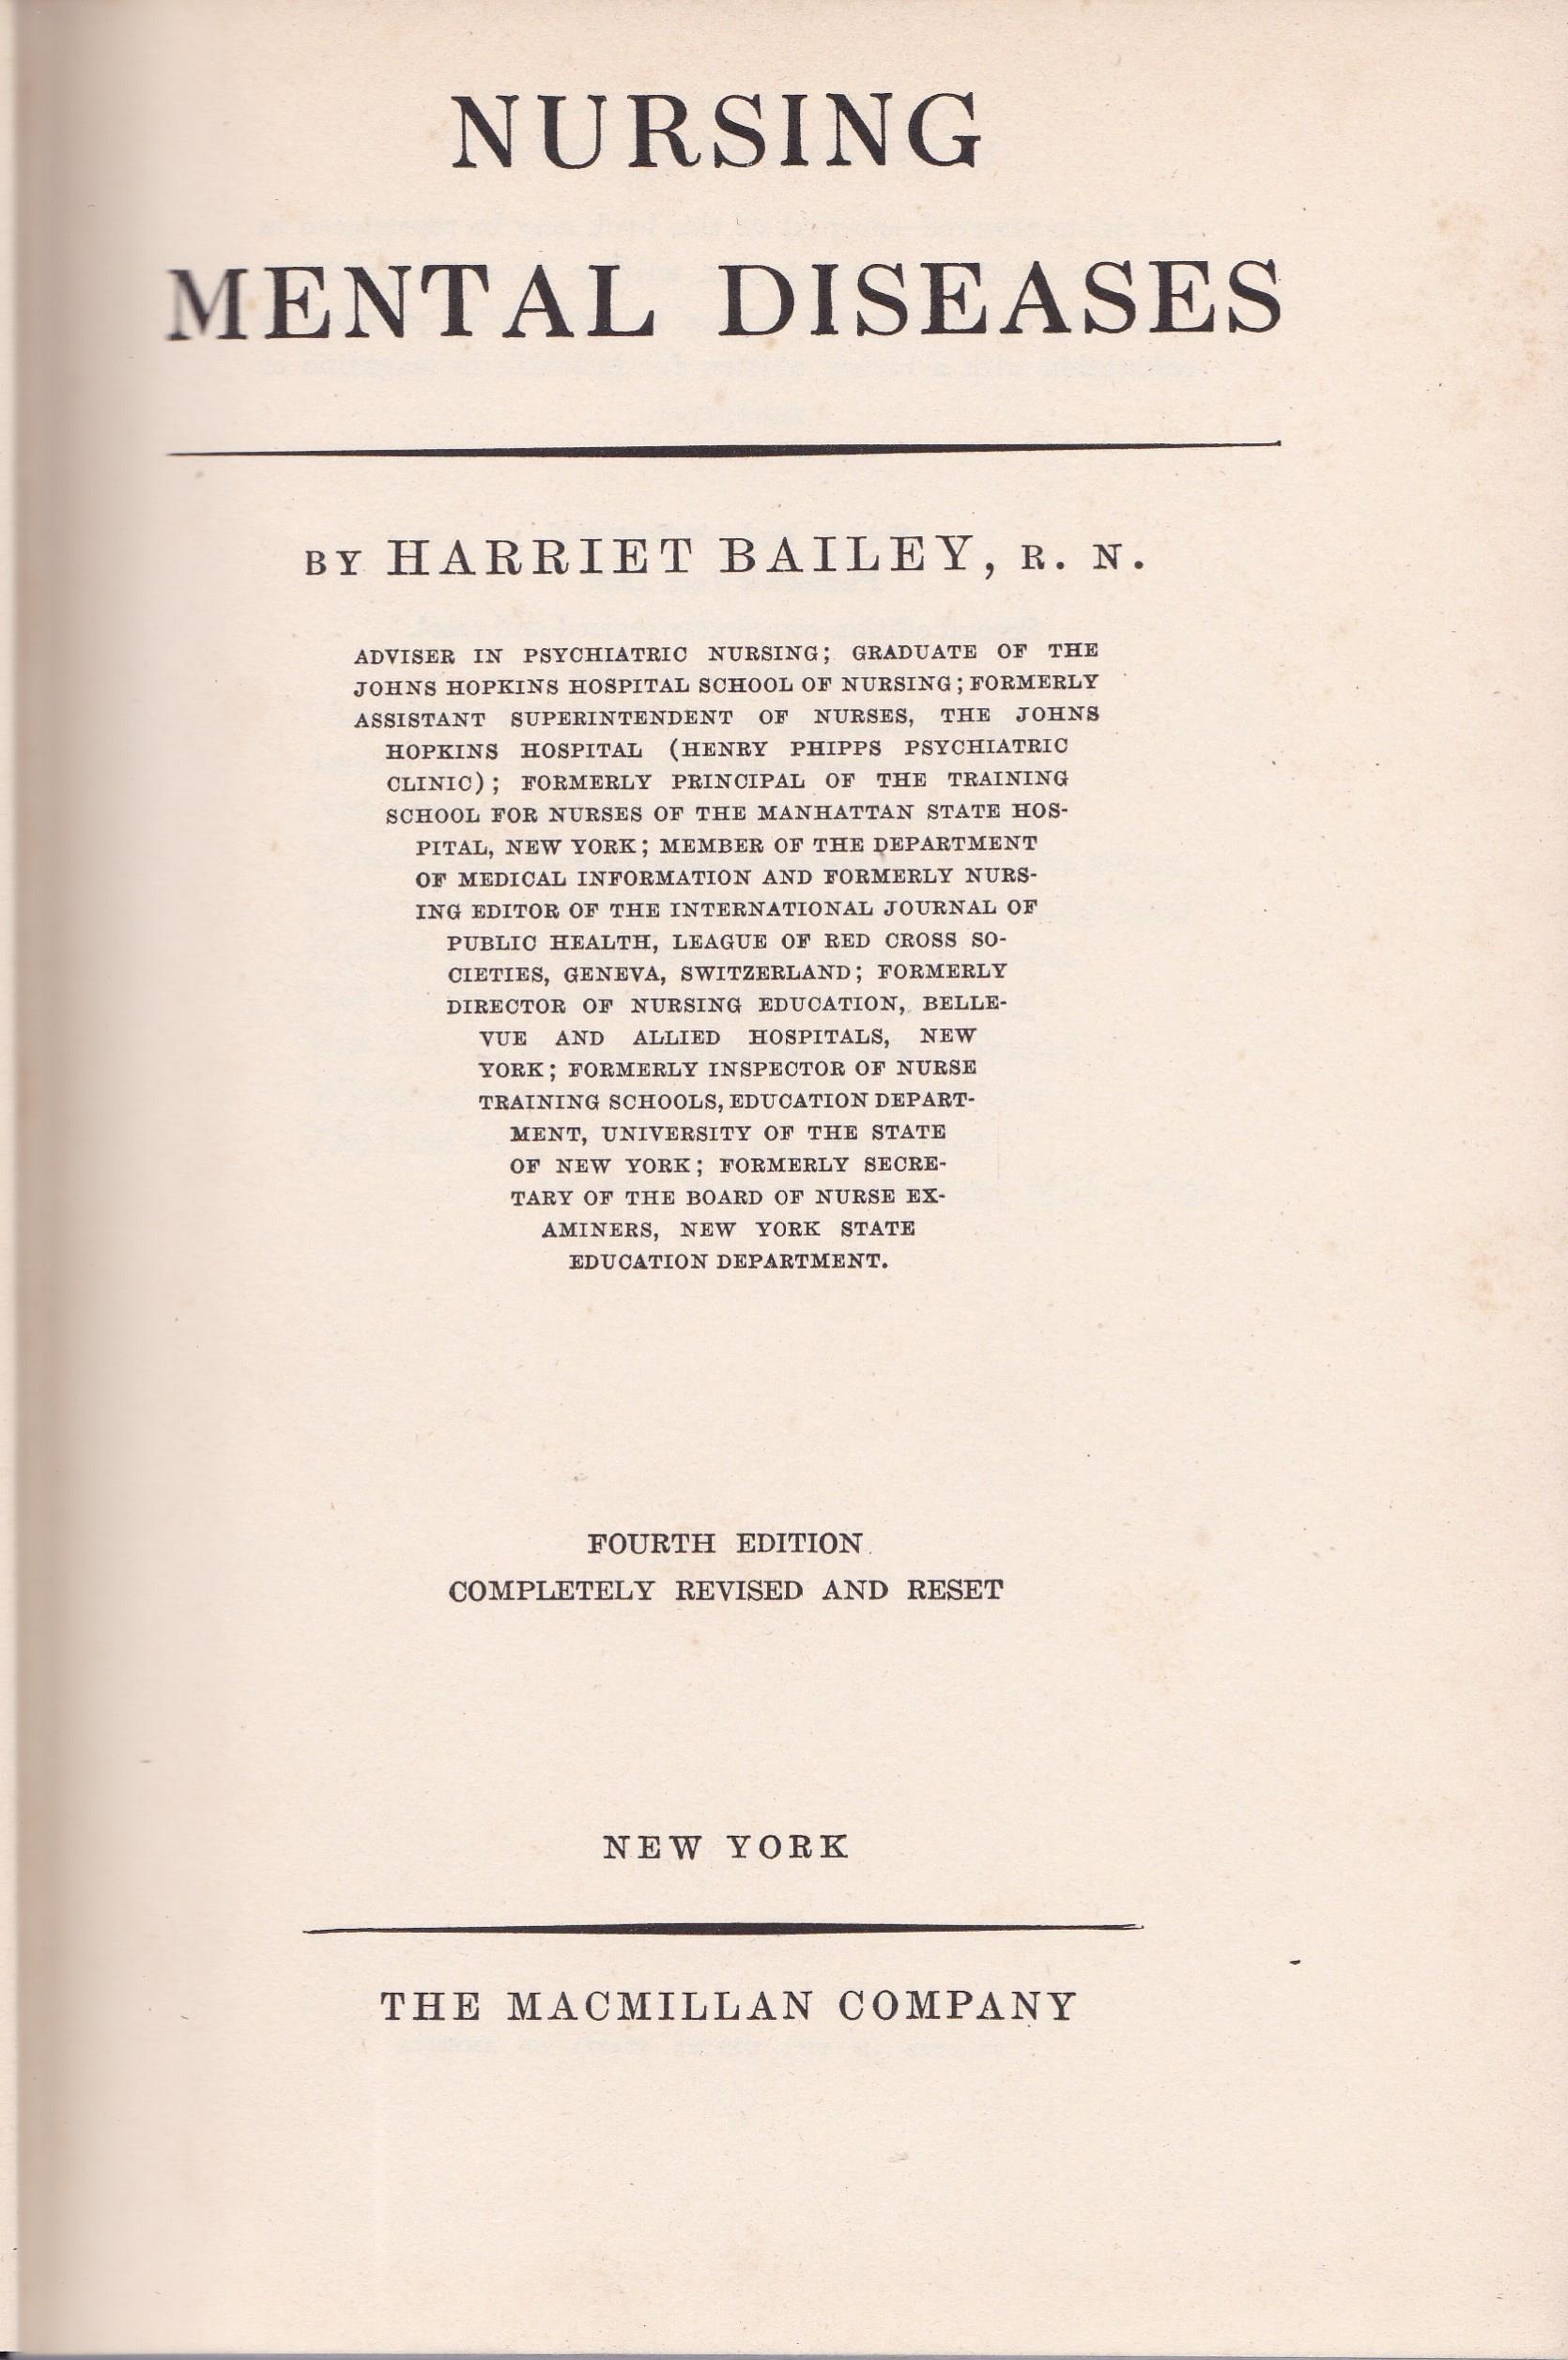 NURSING
MENTAL DISEASES
BY HARRIET BAILEY, R. N.
ADVISER IN PSYCHIATRIC NURSING; GRADUATE OF THE
JOHNS HOPKINS HOSPITAL SCHOOL OF NURSING; FORMERLY
ASSISTANT SUPERINTENDENT OF NURSES, THE JOHNS
HOPKINS HOSPITAL (HENRY PHIPPS PSYCHIATRIC
CLINIC); FORMERLY PRINCIPAL OF THE TRAINING
SCHOOL FOR NURSES OF THE MANHATTAN STATE HOS-
PITAL, NEW YORK; MEMBER OF THE DEPARTMENT
OF MEDICAL INFORMATION AND FORMERLY NURS-
ING EDITOR OF THE INTERNATIONAL JOURNAL OF
PUBLIC HEALTH, LEAGUE OF RED CROSS SO-
CIETIES, GENEVA, SWITZERLAND; FORMERLY
DIRECTOR OF NURSING EDUCATION, BELLE-
VUE AND ALLIED HOSPITALS, NEW
YORK; FORMERLY INSPECTOR OF NURSE
TRAINING SCHOOLS, EDUCATION DEPART-
MENT, UNIVERSITY OF THE STATE
OF NEW YORK; FORMERLY SECRE-
TARY OF THE BOARD OF NURSE EX-
AMINERS, NEW YORK STATE
EDUCATION DEPARTMENT.
FOURTH EDITION
COMPLETELY REVISED AND RESET
NEW YORK
THE MACMILLAN COMPANY